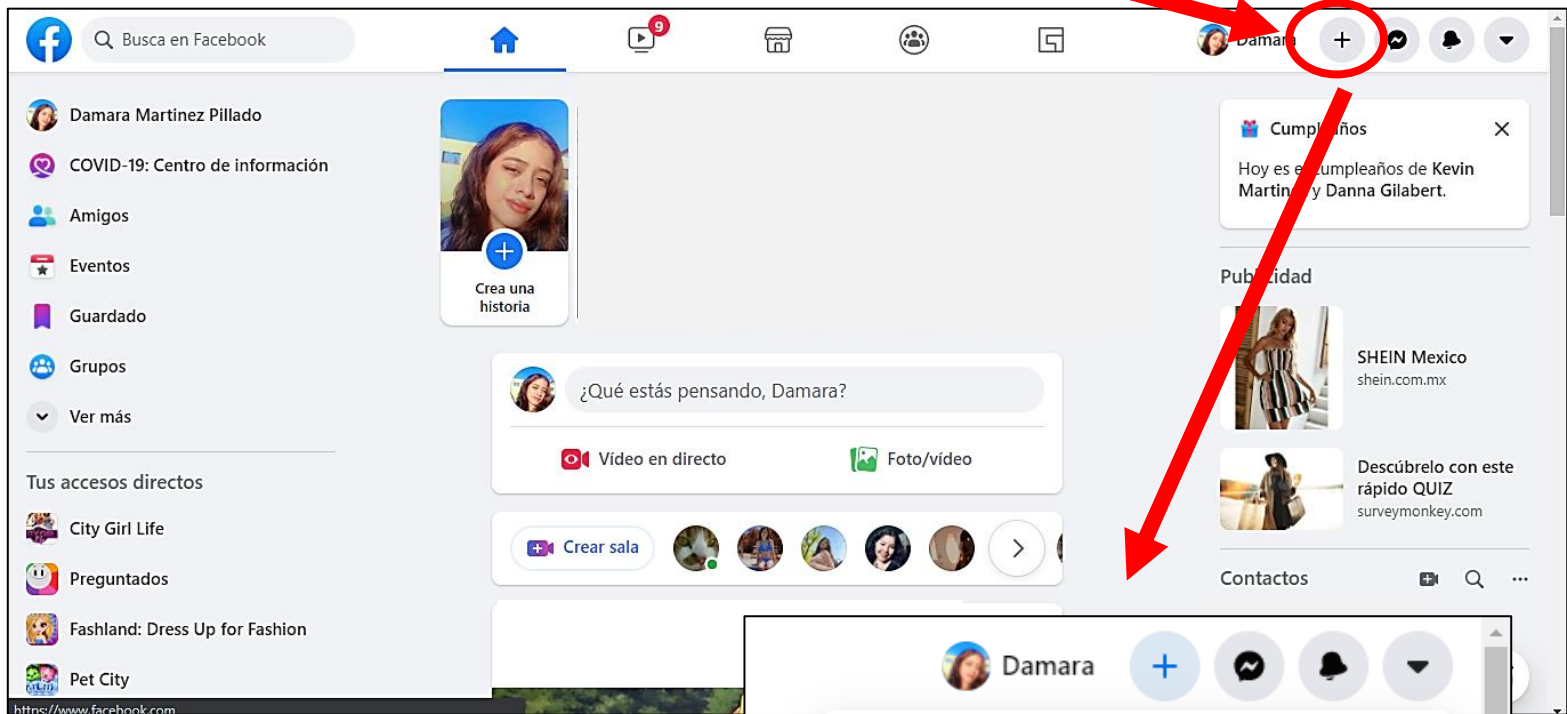 Busca en Facebook
9
Damara
Damara Martinez Pillado
COVID-19: Centro de información
Amigos
Eventos
Guardado
Grupos
Ver más
Tus accesos directos
City Girl Life
Preguntados
Fashland: Dress Up for Fashion
Pet City
https://www.facebook.com
Crea una
historia
¿Qué estás pensando, Damara?
Vídeo en directo
Foto/vídeo
Crear sala
Cumpleaños
Hoy es el cumpleaños de Kevin
Martinez y Danna Gilabert.
Publicidad
SHEIN Mexico
shein.com.mx
Descúbrelo con este
rápido QUIZ
surveymonkey.com
Contactos
Damara